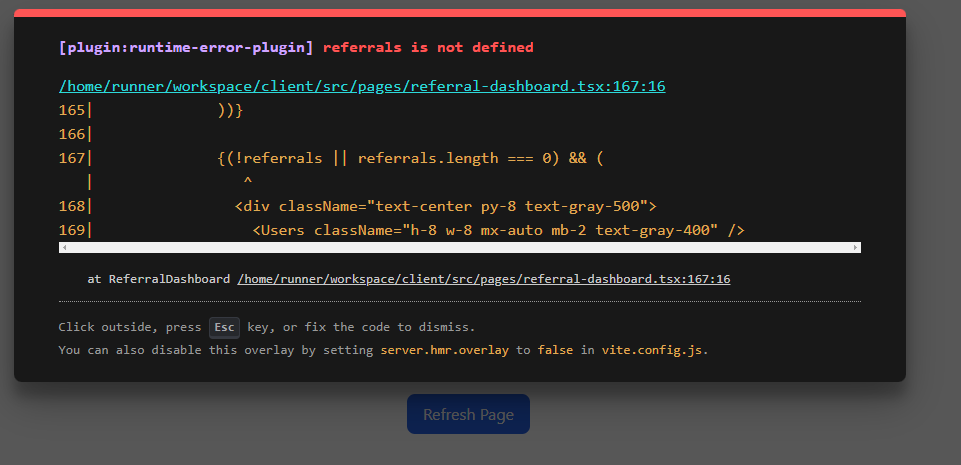 [plugin:runtime-error-plugin] referrals is not defined
/home/runner/workspace/client/src/pages/referral-dashboard.tsx:167:16
165|              ))}
166|
167|              {(!referrals || referrals.length === 0) && (
   |                 ^
168|                <div className="text-center py-8 text-gray-500">
169|                  <Users className="h-8 w-8 mx-auto mb-2 text-gray-400" />
at ReferralDashboard /home/runner/workspace/client/src/pages/referral-dashboard.tsx:167:16
Click outside, press Esc key, or fix the code to dismiss.
You can also disable this overlay by setting server.hmr.overlay to false in vite.config.js.
Refresh Page